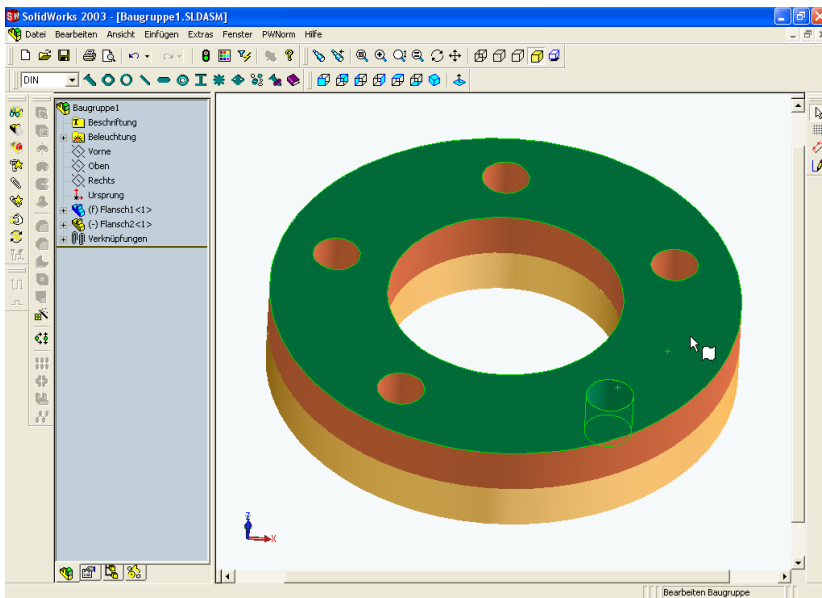 SolidWorks 2003 - [Baugruppe1.SLDASM]
Datei Bearbeiten Ansicht Einfügen Extras Fenster PWNorm Hilfe
DIN
Baugruppe1
Beschriftung
Beleuchtung
Vorne
Oben
Rechts
Ursprung
(f) Flansch1<1>
(-) Flansch2<1>
Verknüpfungen
Z
X
Bearbeiten Baugruppe